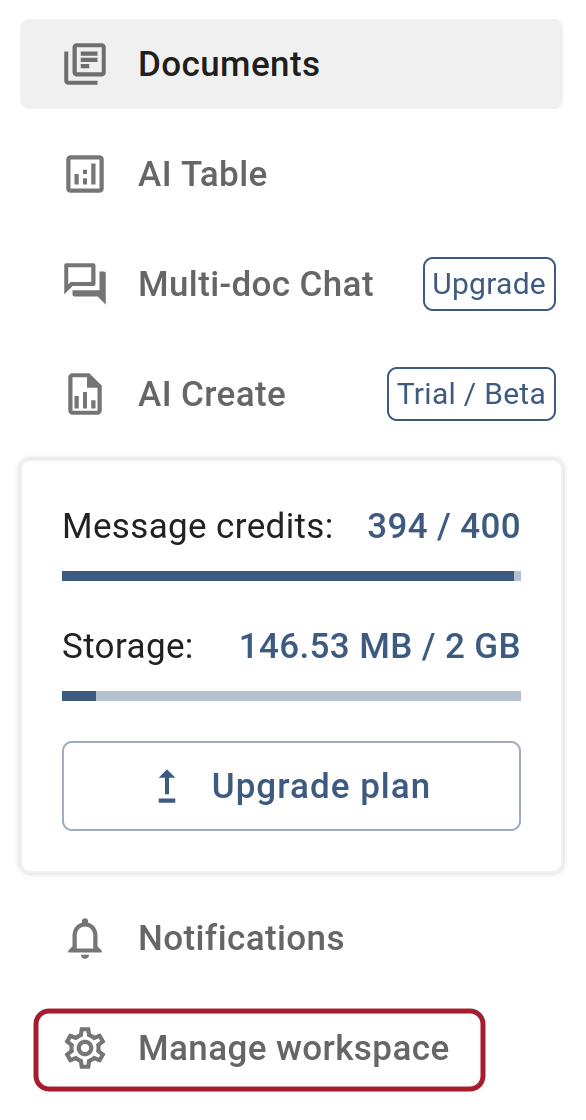 Documents
AI Table
Multi-doc Chat Upgrade
AI Create Trial / Beta
Message credits: 394 / 400
Storage: 146.53 MB / 2 GB
Upgrade plan
Notifications
Manage workspace